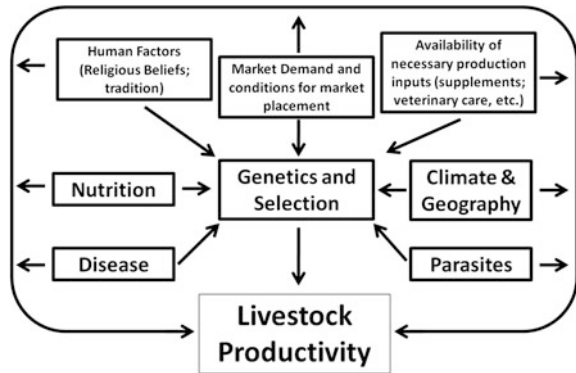 Human Factors
(Religious Beliefs;
tradition)
Market Demand and
conditions for market
placement
Availability of
necessary production
inputs (supplements;
veterinary care, etc.)
Nutrition
Genetics and
Selection
Climate &
Geography
Disease
Parasites
Livestock
Productivity